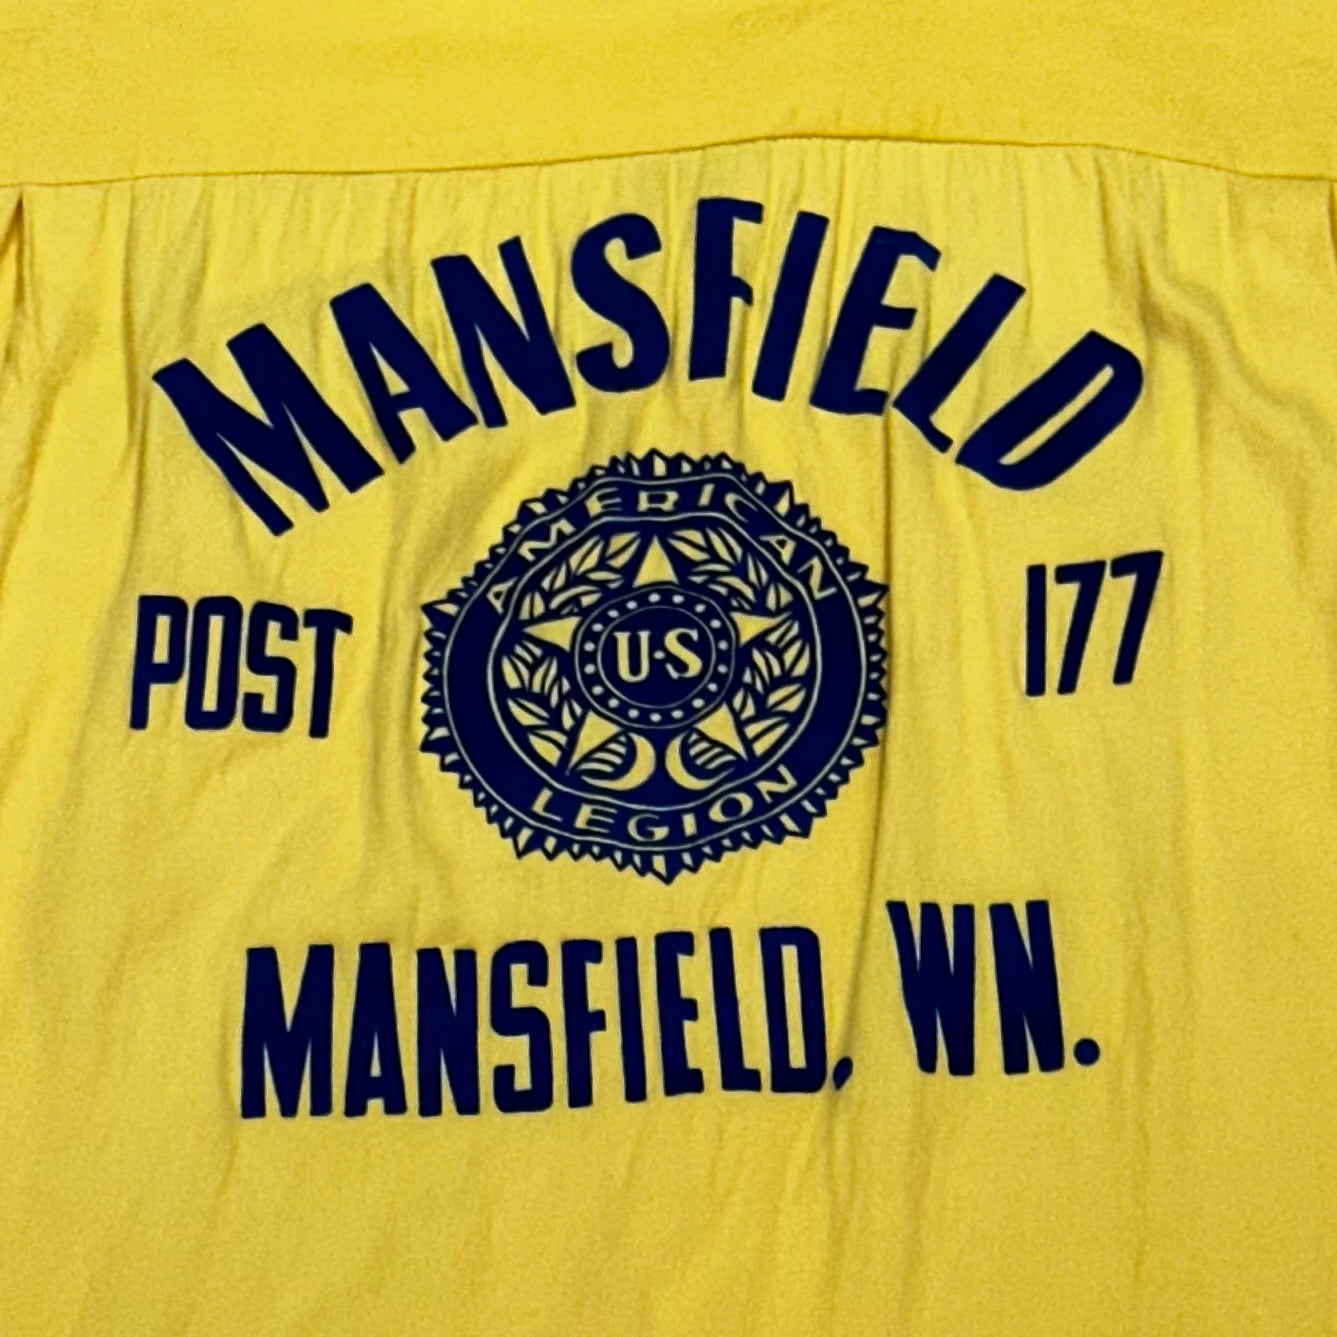 MANSFIELD
AMERICAN
POST
U·S
177
LEGION
MANSFIELD, WN.